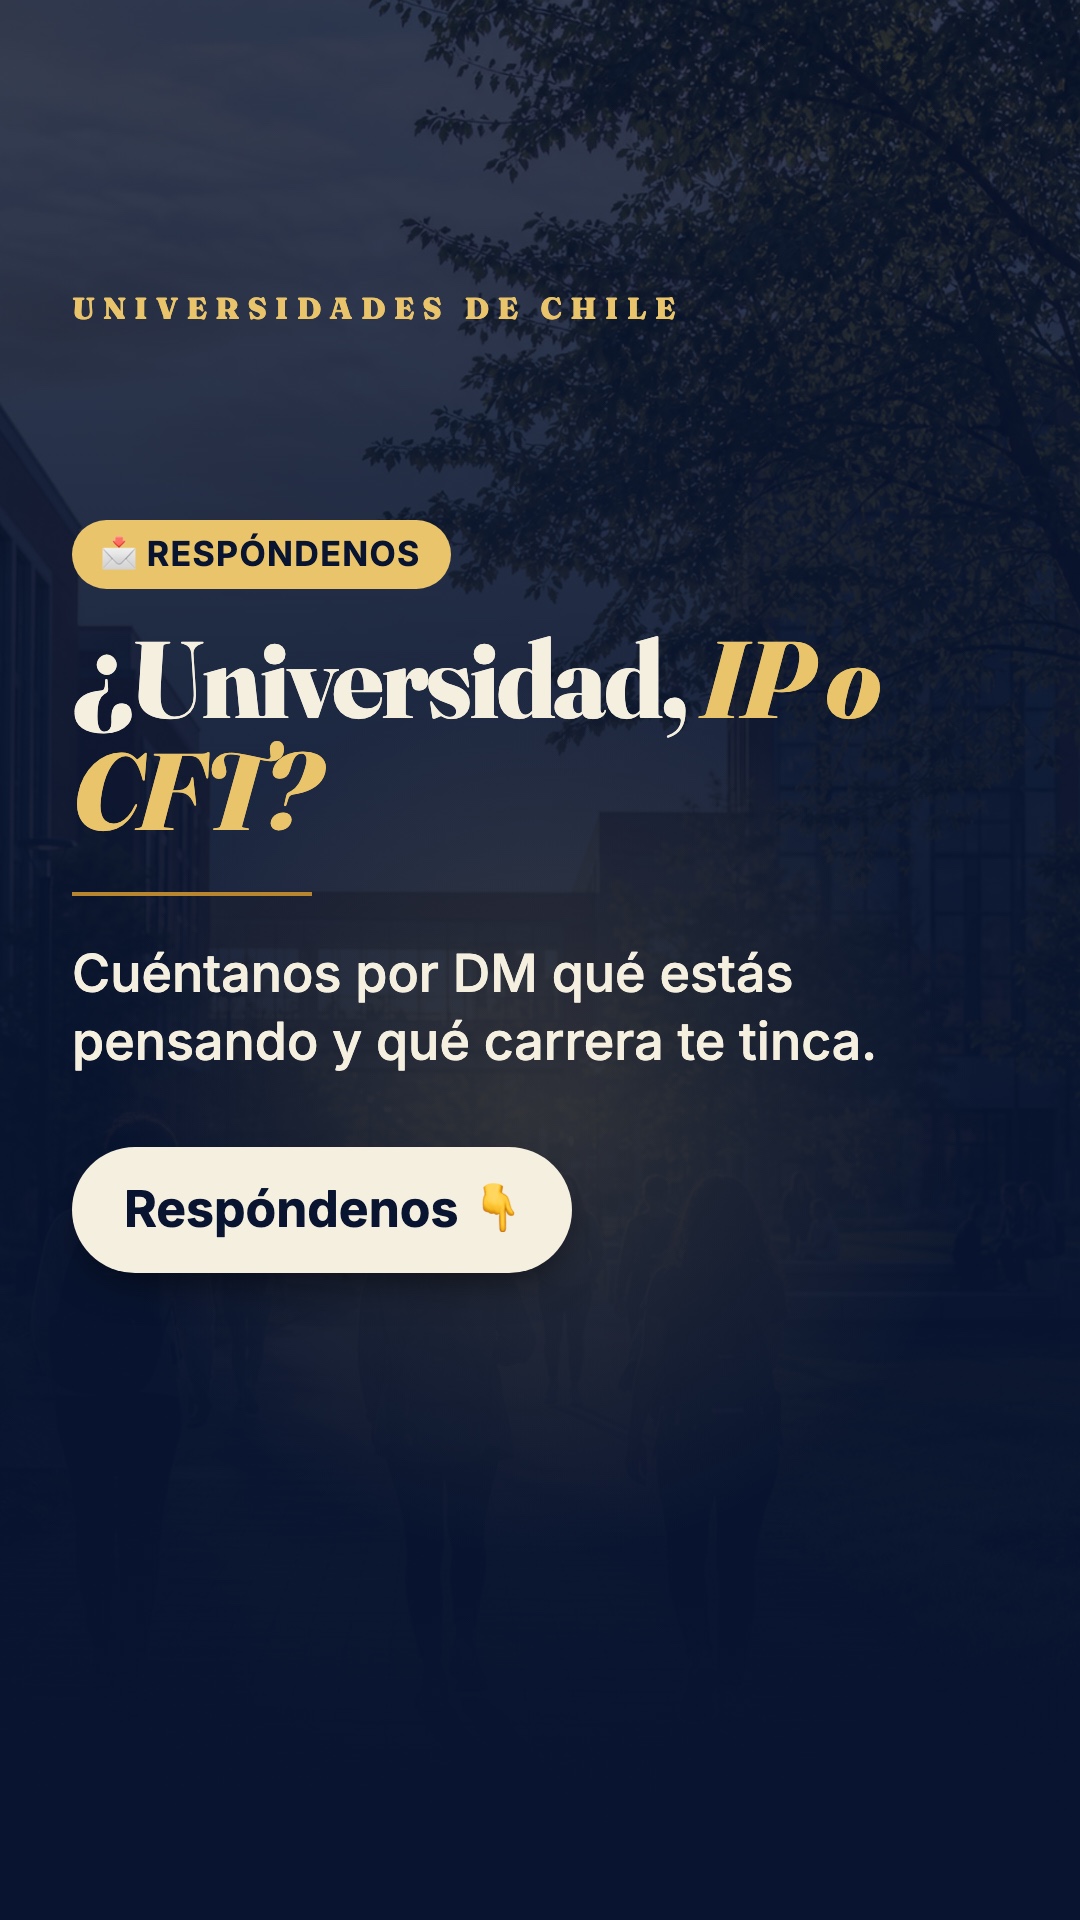 UNIVERSIDADES DE CHILE
📩 RESPÓNDENOS
¿Universidad, IP o
CFT?
Cuéntanos por DM qué estás
pensando y qué carrera te tinca.
Respóndenos 👇